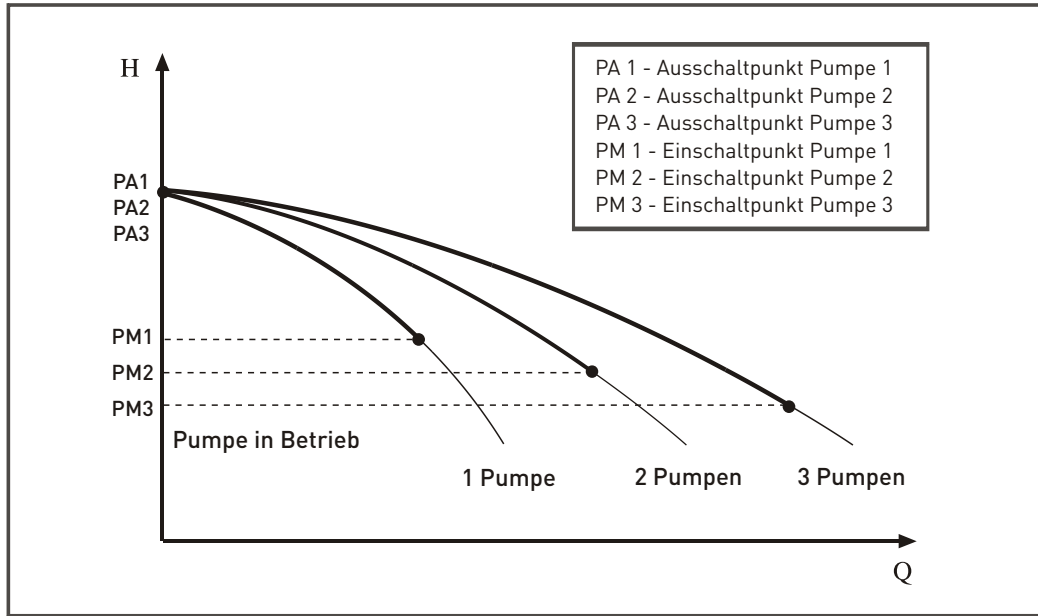 H
PA 1 - Ausschaltpunkt Pumpe 1
PA 2 - Ausschaltpunkt Pumpe 2
PA 3 - Ausschaltpunkt Pumpe 3
PM 1 - Einschaltpunkt Pumpe 1
PM 2 - Einschaltpunkt Pumpe 2
PM 3 - Einschaltpunkt Pumpe 3
PA1
PA2
PA3
PM1
PM2
PM3
Pumpe in Betrieb
1 Pumpe
2 Pumpen
3 Pumpen
Q